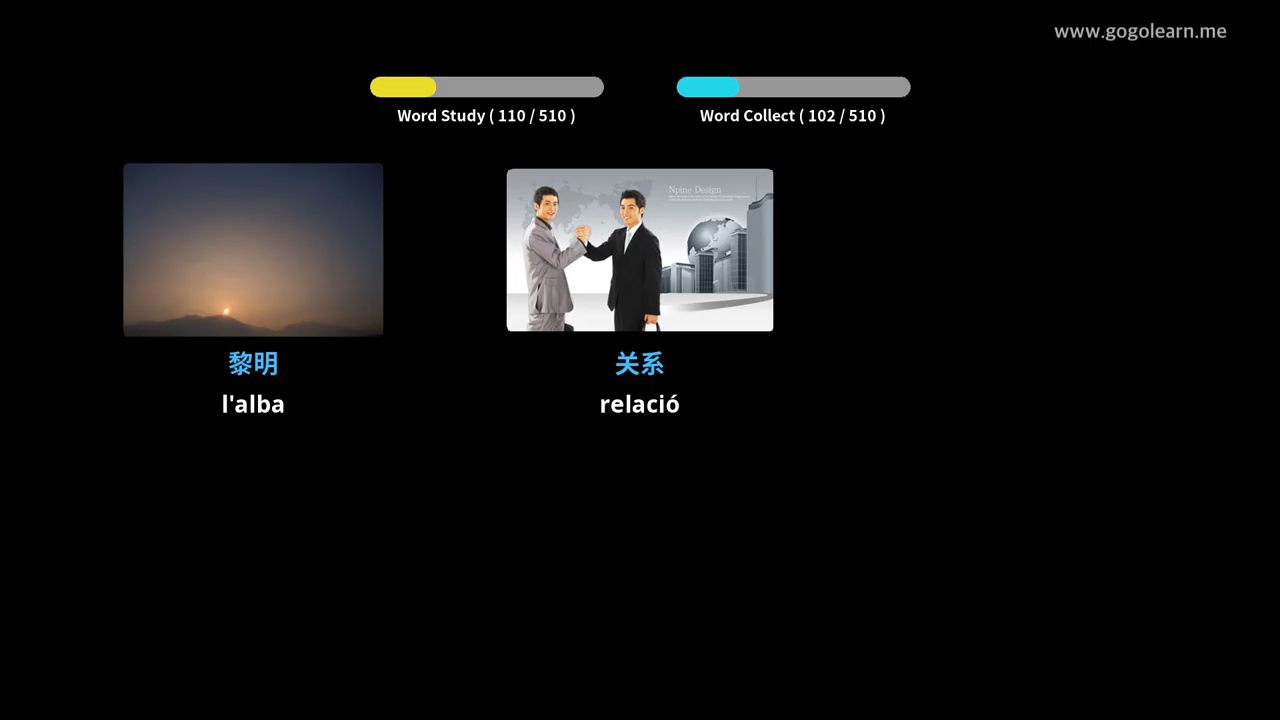 www.gogolearn.me
Word Study ( 110 / 510 )
Word Collect ( 102 / 510 )
Npine Design
黎明
关系
l'alba
relació